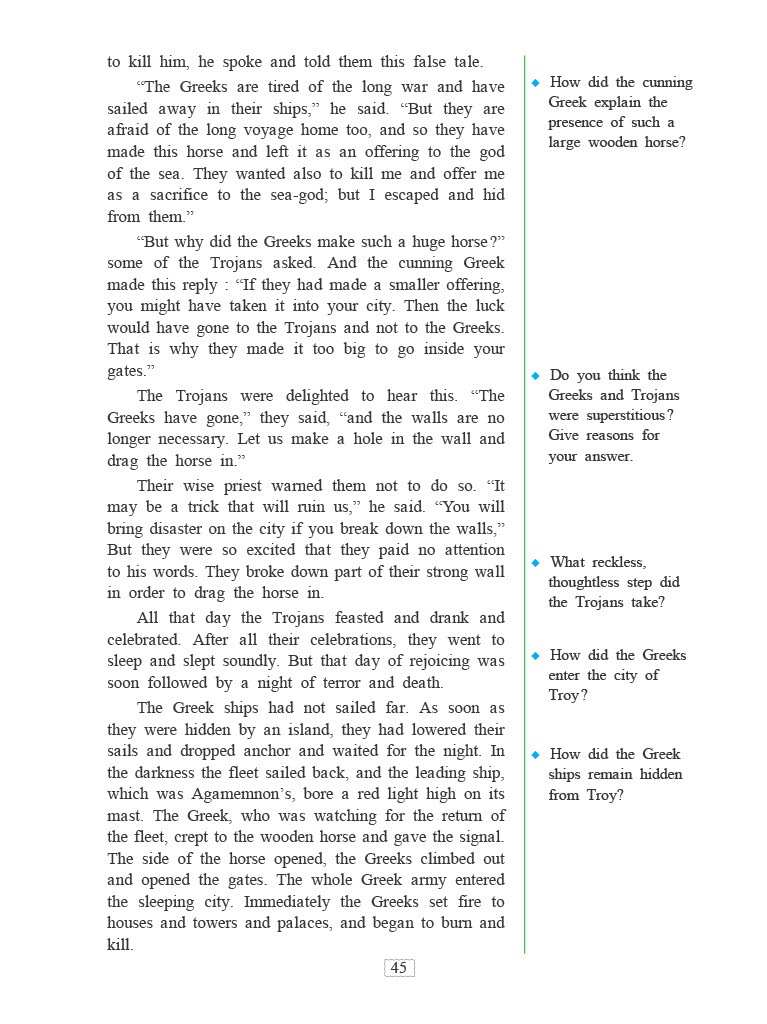 to kill him, he spoke and told them this false tale.
“The Greeks are tired of the long war and have
sailed away in their ships,” he said. “But they are
afraid of the long voyage home too, and so they have
made this horse and left it as an offering to the god
of the sea. They wanted also to kill me and offer me
as a sacrifice to the sea-god; but I escaped and hid
from them.”
“But why did the Greeks make such a huge horse?”
some of the Trojans asked. And the cunning Greek
made this reply : “If they had made a smaller offering,
you might have taken it into your city. Then the luck
would have gone to the Trojans and not to the Greeks.
That is why they made it too big to go inside your
gates.”
The Trojans were delighted to hear this. “The
Greeks have gone,” they said, “and the walls are no
longer necessary. Let us make a hole in the wall and
drag the horse in.”
Their wise priest warned them not to do so. “It
may be a trick that will ruin us,” he said. “You will
bring disaster on the city if you break down the walls,”
But they were so excited that they paid no attention
to his words. They broke down part of their strong wall
in order to drag the horse in.
All that day the Trojans feasted and drank and
celebrated. After all their celebrations, they went to
sleep and slept soundly. But that day of rejoicing was
soon followed by a night of terror and death.
The Greek ships had not sailed far. As soon as
they were hidden by an island, they had lowered their
sails and dropped anchor and waited for the night. In
the darkness the fleet sailed back, and the leading ship,
which was Agamemnon’s, bore a red light high on its
mast. The Greek, who was watching for the return of
the fleet, crept to the wooden horse and gave the signal.
The side of the horse opened, the Greeks climbed out
and opened the gates. The whole Greek army entered
the sleeping city. Immediately the Greeks set fire to
houses and towers and palaces, and began to burn and
kill.
◆ How did the cunning
Greek explain the
presence of such a
large wooden horse?
◆ Do you think the
Greeks and Trojans
were superstitious?
Give reasons for
your answer.
◆ What reckless,
thoughtless step did
the Trojans take?
◆ How did the Greeks
enter the city of
Troy?
◆ How did the Greek
ships remain hidden
from Troy?
45